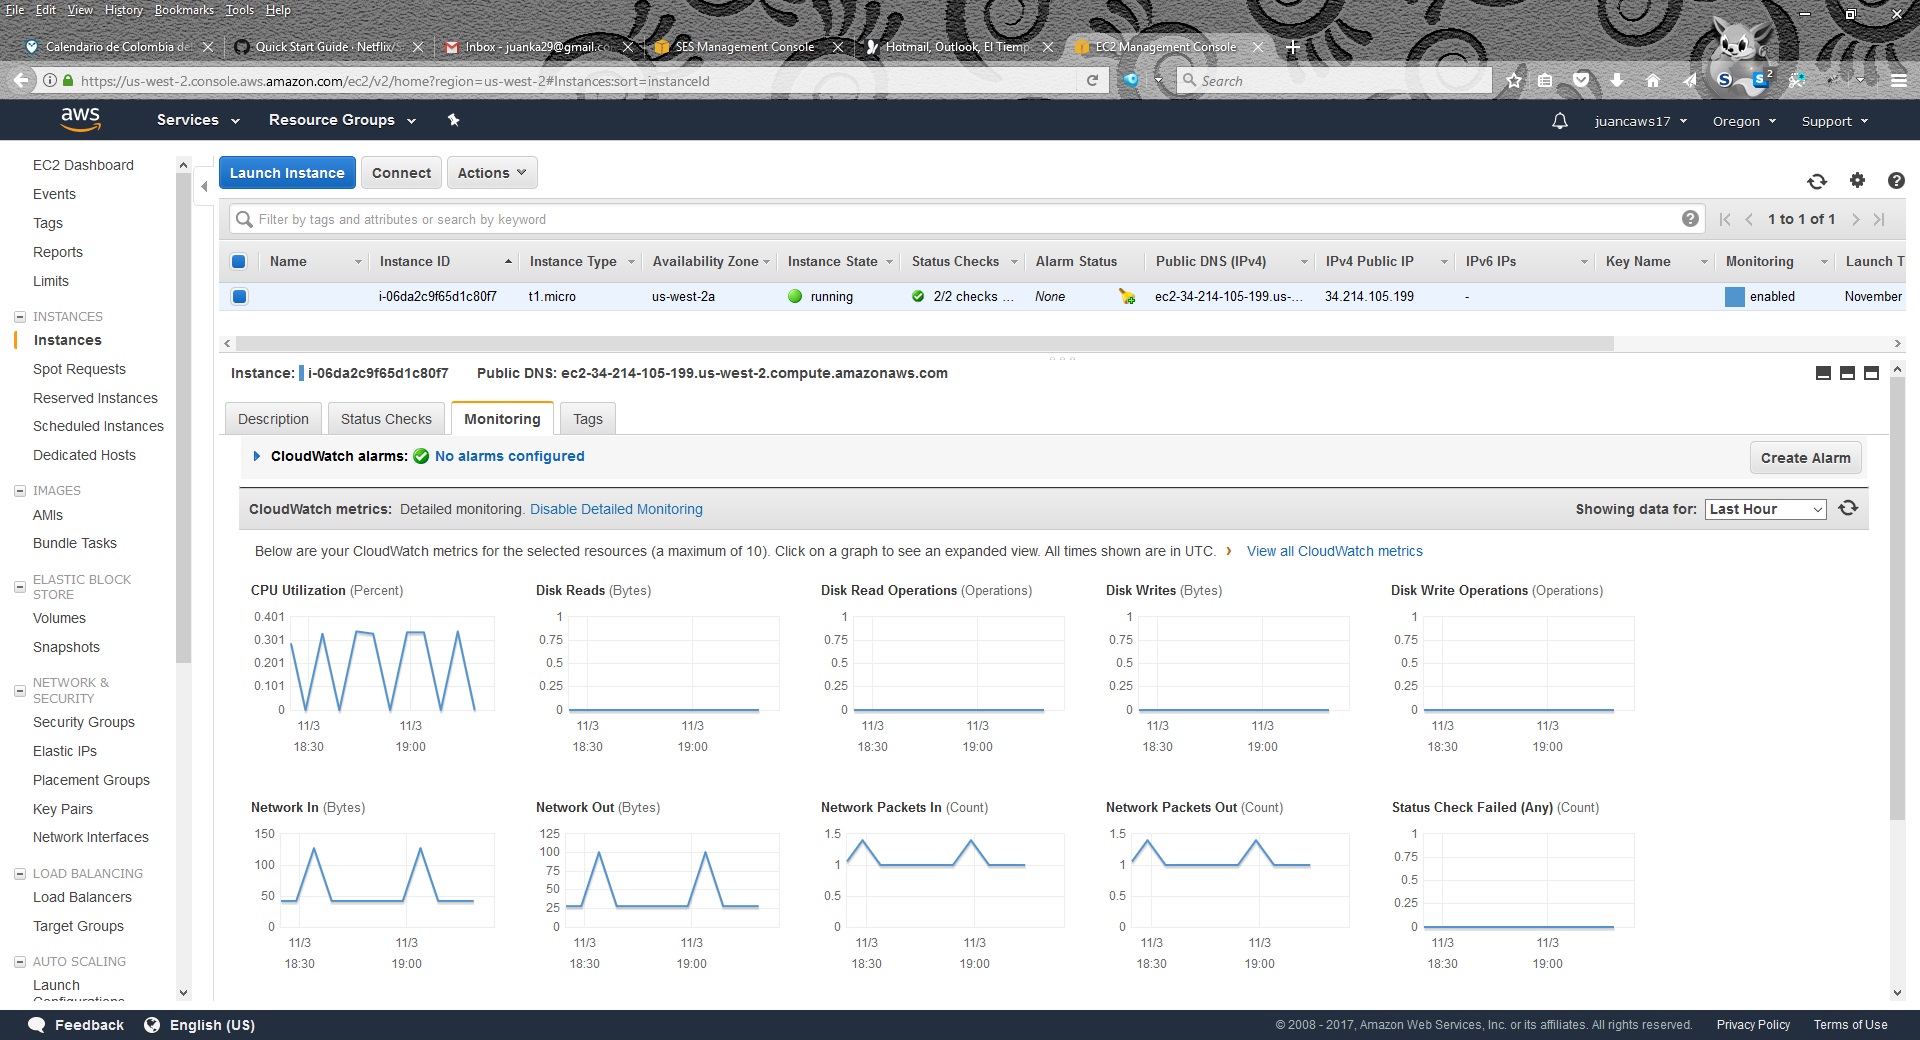 File Edit View History Bookmarks Tools Help
Calendario de Colombia de
Quick Start Guide · Netflix/S
Inbox - juanka29@gmail.co
SES Management Console
Hotmail, Outlook, El Tiemp
EC2 Management Console
https://us-west-2.console.aws.amazon.com/ec2/v2/home?region=us-west-2#Instances:sort=instanceId
Search
aws Services Resource Groups juancaws17 Oregon Support
EC2 Dashboard
Events
Tags
Reports
Limits
INSTANCES
Instances
Spot Requests
Reserved Instances
Scheduled Instances
Dedicated Hosts
IMAGES
AMIs
Bundle Tasks
ELASTIC BLOCK
STORE
Volumes
Snapshots
NETWORK &
SECURITY
Security Groups
Elastic IPs
Placement Groups
Key Pairs
Network Interfaces
LOAD BALANCING
Load Balancers
Target Groups
AUTO SCALING
Launch
Configurations
Launch Instance Connect Actions
Filter by tags and attributes or search by keyword
1 to 1 of 1
Name Instance ID Instance Type Availability Zone Instance State Status Checks Alarm Status Public DNS (IPv4) IPv4 Public IP IPv6 IPs Key Name Monitoring Launch T
i-06da2c9f65d1c80f7 t1.micro us-west-2a running 2/2 checks ... None ec2-34-214-105-199.us-... 34.214.105.199 - enabled November
Instance: i-06da2c9f65d1c80f7 Public DNS: ec2-34-214-105-199.us-west-2.compute.amazonaws.com
Description Status Checks Monitoring Tags
CloudWatch alarms: No alarms configured Create Alarm
CloudWatch metrics: Detailed monitoring. Disable Detailed Monitoring Showing data for: Last Hour
Below are your CloudWatch metrics for the selected resources (a maximum of 10). Click on a graph to see an expanded view. All times shown are in UTC. › View all CloudWatch metrics
CPU Utilization (Percent)
0.401
0.301
0.201
0.101
0
11/3 11/3
18:30 19:00
Disk Reads (Bytes)
1
0.75
0.5
0.25
0
11/3 11/3
18:30 19:00
Disk Read Operations (Operations)
1
0.75
0.5
0.25
0
11/3 11/3
18:30 19:00
Disk Writes (Bytes)
1
0.75
0.5
0.25
0
11/3 11/3
18:30 19:00
Disk Write Operations (Operations)
1
0.75
0.5
0.25
0
11/3 11/3
18:30 19:00
Network In (Bytes)
150
100
50
0
11/3 11/3
18:30 19:00
Network Out (Bytes)
125
100
75
50
25
0
11/3 11/3
18:30 19:00
Network Packets In (Count)
1.5
1
0.5
0
11/3 11/3
18:30 19:00
Network Packets Out (Count)
1.5
1
0.5
0
11/3 11/3
18:30 19:00
Status Check Failed (Any) (Count)
1
0.75
0.5
0.25
0
11/3 11/3
18:30 19:00
Feedback English (US) © 2008 - 2017, Amazon Web Services, Inc. or its affiliates. All rights reserved. Privacy Policy Terms of Use